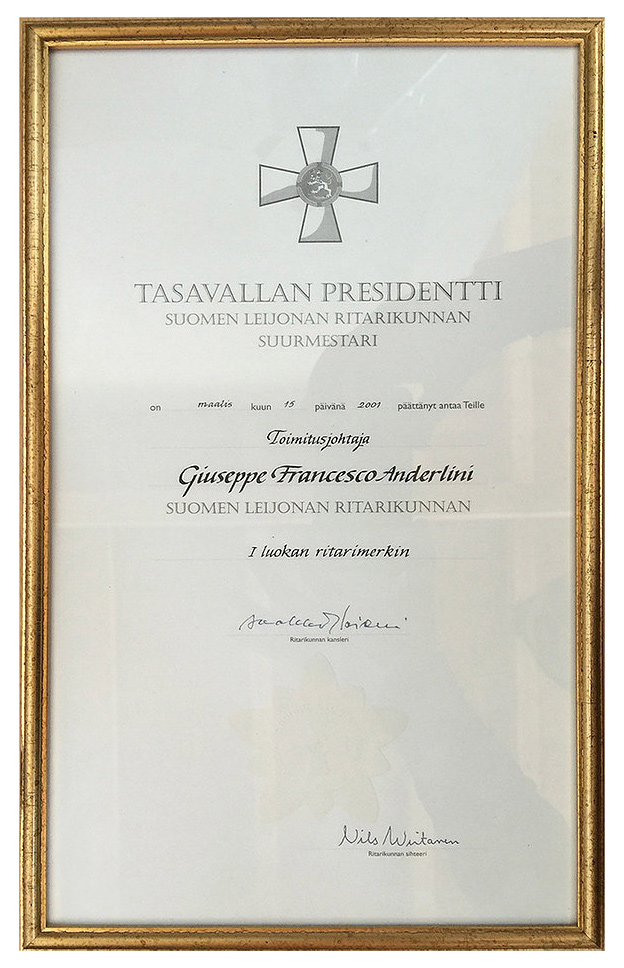 TASAVALLAN PRESIDENTTI
SUOMEN LEIJONAN RITARIKUNNAN
SUURMESTARI
on maalis kuun 15 päivänä 2001 päättänyt antaa Teille
Toimitusjohtaja
Giuseppe Francesco Anderlini
SUOMEN LEIJONAN RITARIKUNNAN
I luokan ritarimerkin
Ritarikunnan kansleri
Nils Wirtanen
Ritarikunnan sihteeri